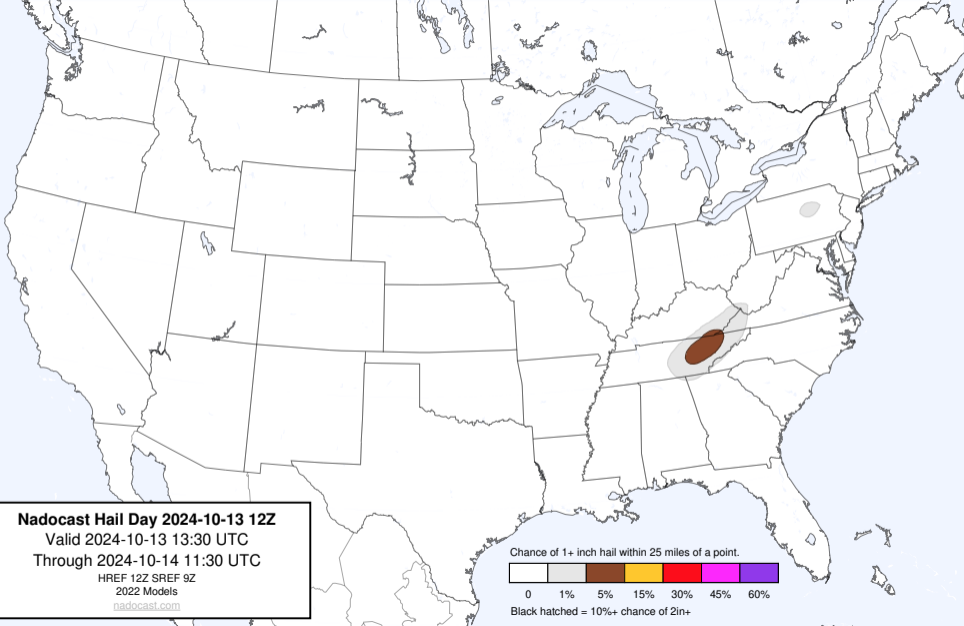 Nadocast Hail Day 2024-10-13 12Z
Valid 2024-10-13 13:30 UTC
Through 2024-10-14 11:30 UTC
HREF 12Z SREF 9Z
2022 Models
nadocast.com
Chance of 1+ inch hail within 25 miles of a point.
0 1% 5% 15% 30% 45% 60%
Black hatched = 10%+ chance of 2in+